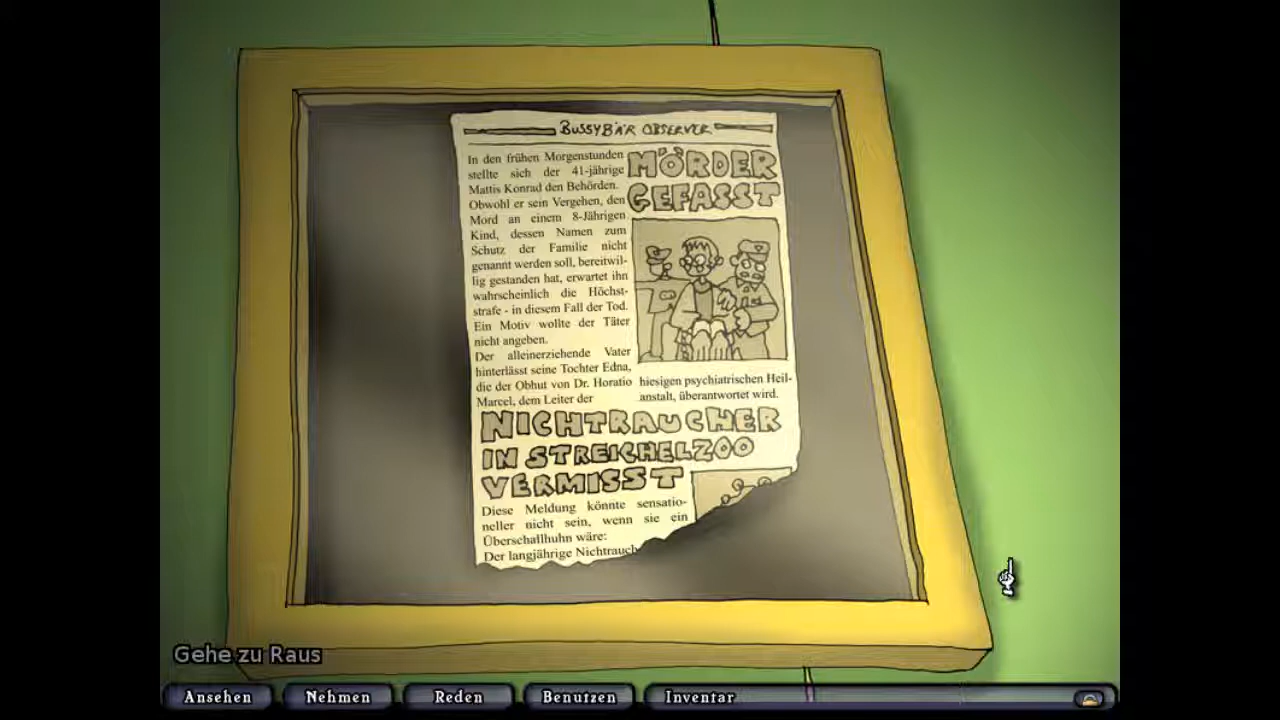 BUSSYBÄR OBSERVER
In den frühen Morgenstunden
stellte sich der 41-jährige
Mattis Konrad den Behörden.
Obwohl er sein Vergehen, den
Mord an einem 8-Jährigen
Kind, dessen Namen zum
Schutz der Familie nicht
genannt werden soll, bereitwil-
lig gestanden hat, erwartet ihn
wahrscheinlich die Höchst-
strafe - in diesem Fall der Tod.
Ein Motiv wollte der Täter
nicht angeben.
Der alleinerziehende Vater
hinterlässt seine Tochter Edna,
die der Obhut von Dr. Horatio
Marcel, dem Leiter der
MÖRDER
GEFASST
hiesigen psychiatrischen Heil-
anstalt, überantwortet wird.
NICHTRAUCHER
IN STREICHELZOO
VERMISST
Diese Meldung könnte sensatio-
neller nicht sein, wenn sie ein
Überschallhuhn wäre:
Der langjährige Nichtrauch
Gehe zu Raus
Ansehen
Nehmen
Reden
Benutzen
Inventar